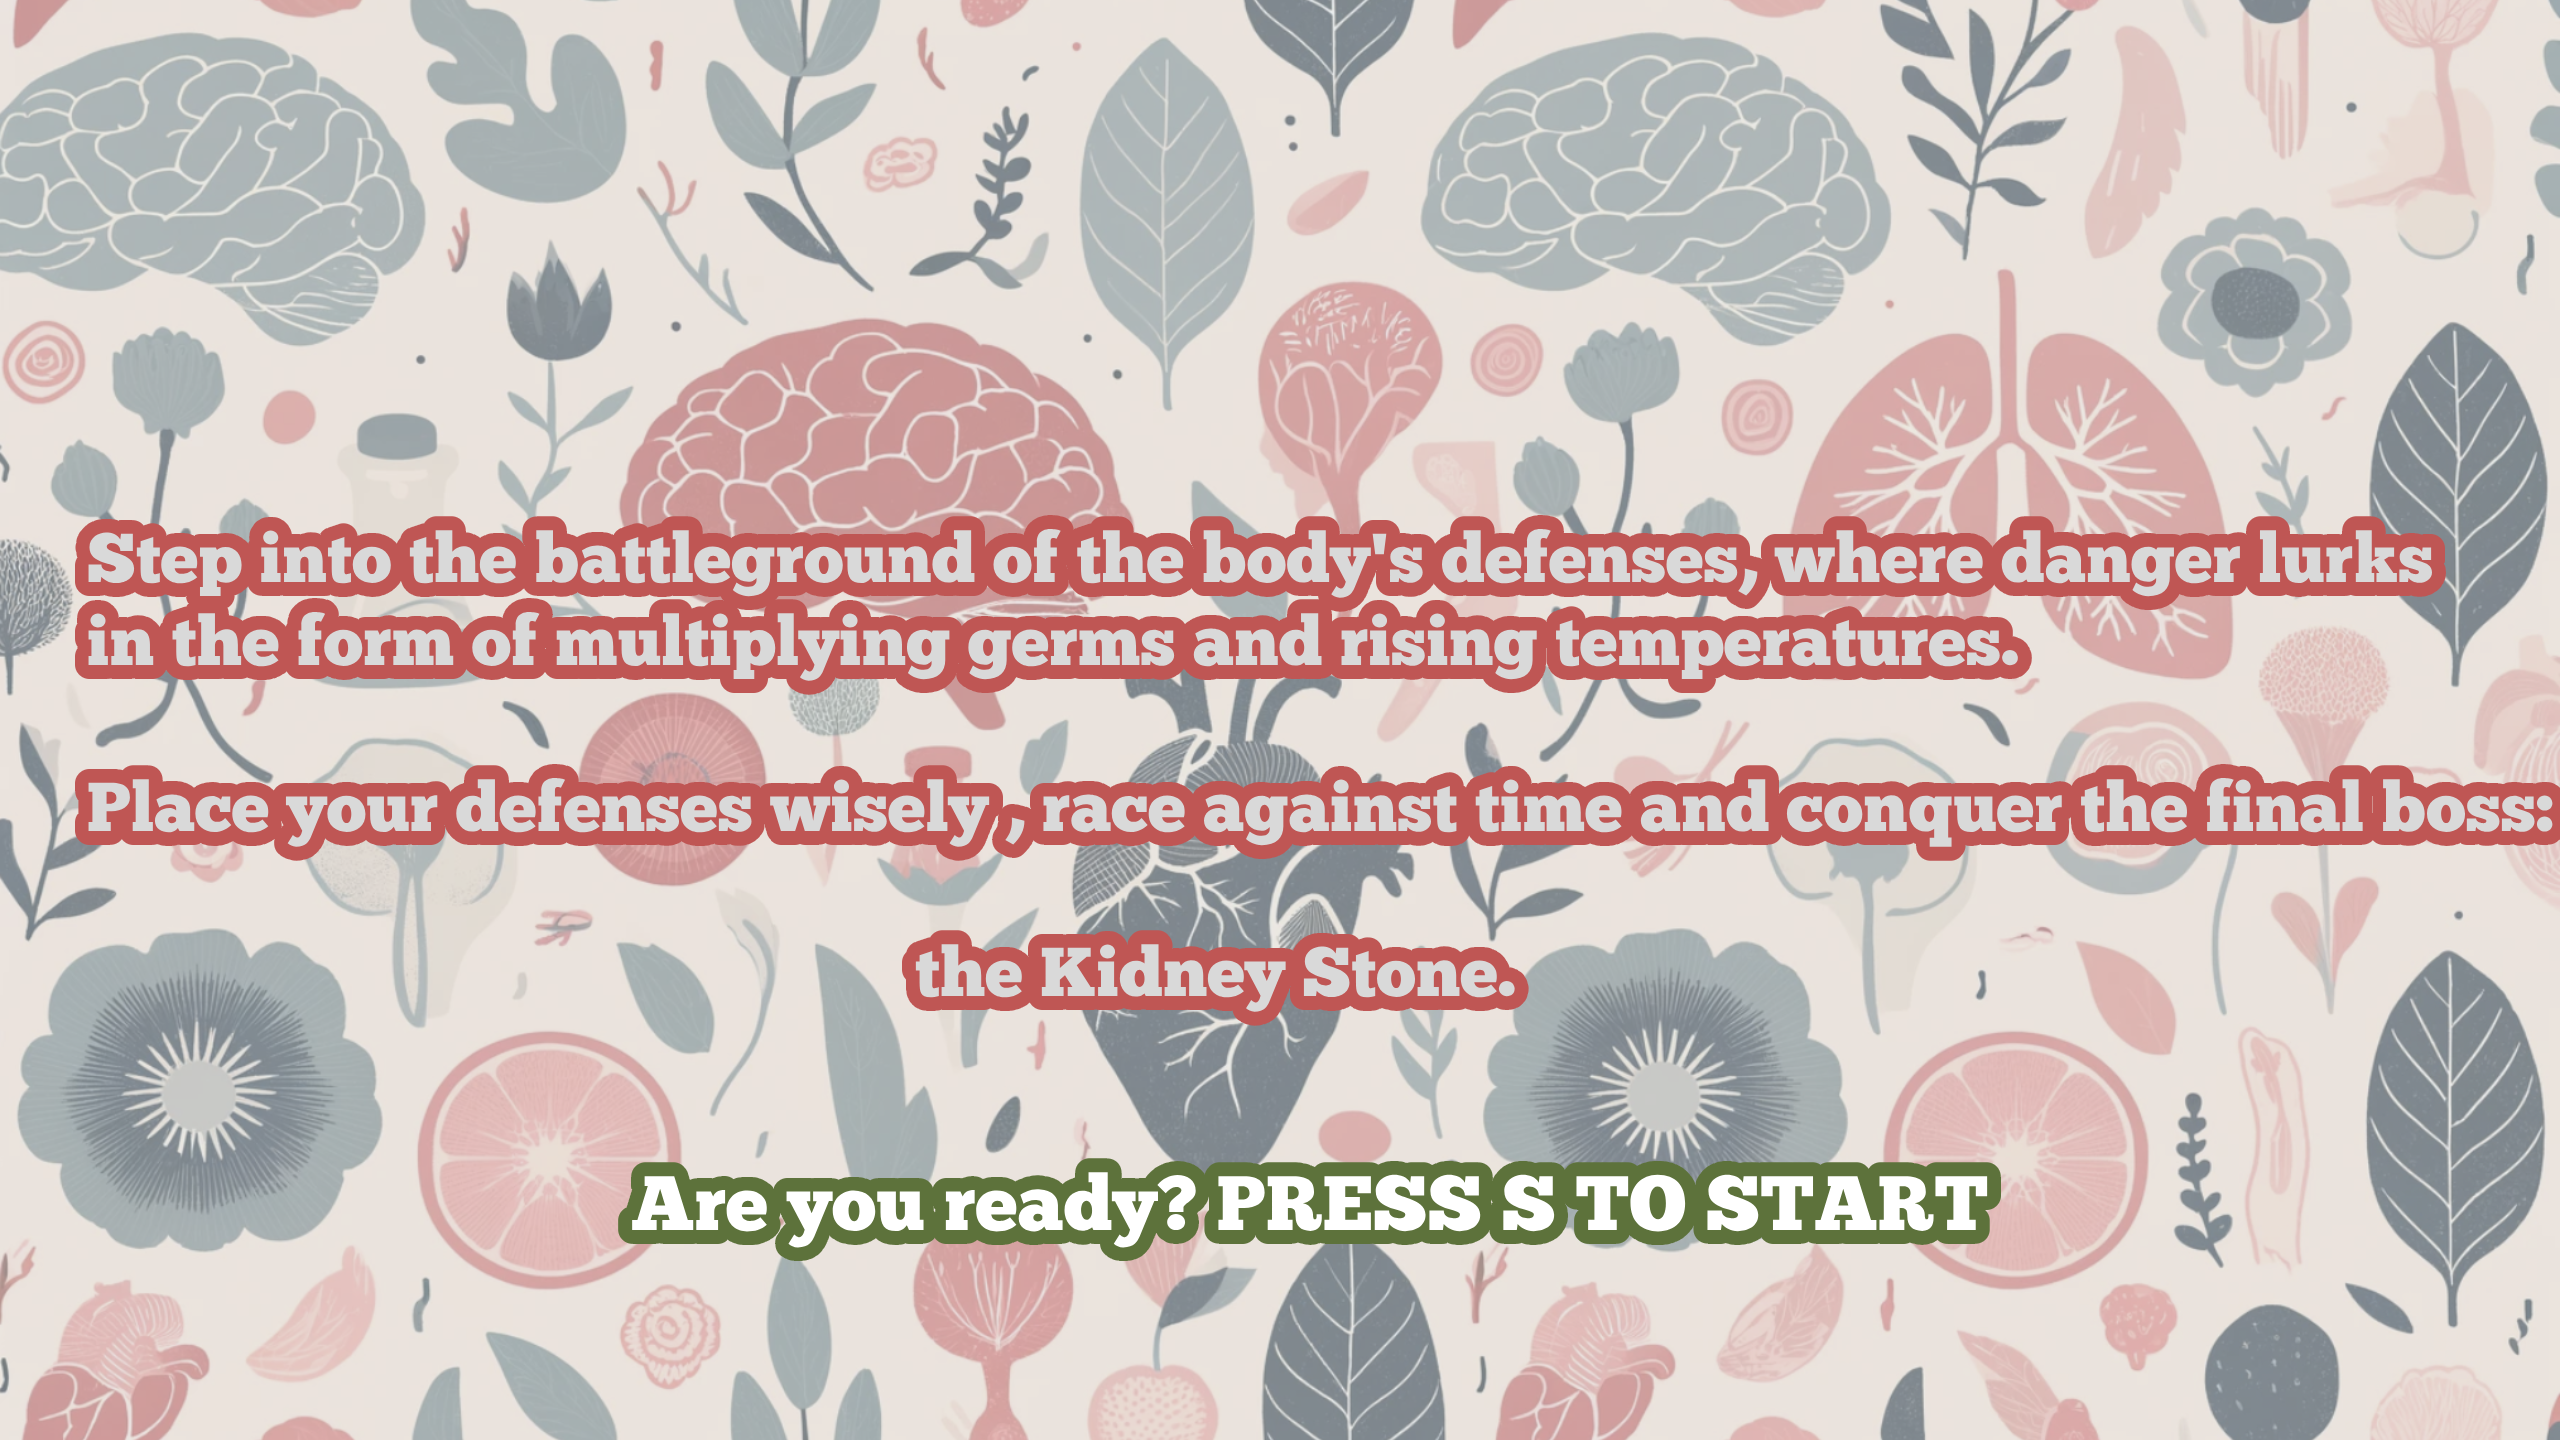 Step into the battleground of the body's defenses, where danger lurks
in the form of multiplying germs and rising temperatures.
Place your defenses wisely , race against time and conquer the final boss:
the Kidney Stone.
Are you ready? PRESS S TO START